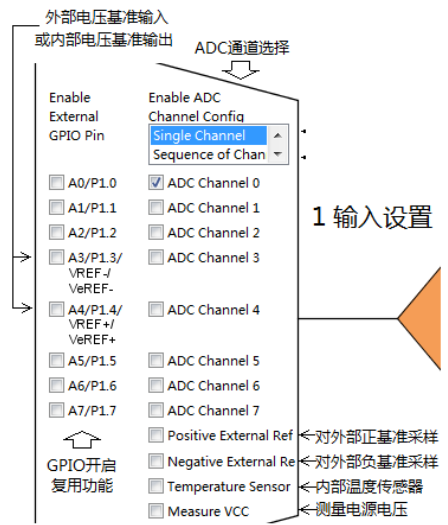 外部电压基准输入
或内部电压基准输出
ADC通道选择
Enable
External
GPIO Pin
Enable ADC
Channel Config
Single Channel
Sequence of Chan
A0/P1.0
ADC Channel 0
A1/P1.1
ADC Channel 1
A2/P1.2
ADC Channel 2
A3/P1.3/
VREF-/
VeREF-
ADC Channel 3
A4/P1.4/
VREF+/
VeREF+
ADC Channel 4
A5/P1.5
ADC Channel 5
A6/P1.6
ADC Channel 6
A7/P1.7
ADC Channel 7
1 输入设置
GPIO开启
复用功能
Positive External Ref
对外部正基准采样
Negative External Re
对外部负基准采样
Temperature Sensor
内部温度传感器
Measure VCC
测量电源电压